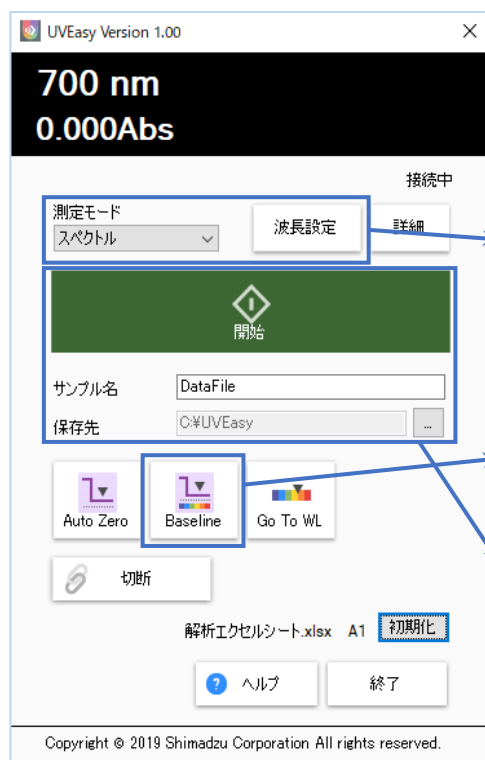 UVEasy Version 1.00
700 nm
0.000Abs
接続中
測定モード
スペクトル
波長設定
詳細
開始
サンプル名
DataFile
保存先
C:¥UVEasy
...
Auto Zero
Baseline
Go To WL
切断
解析エクセルシート.xlsx A1 初期化
? ヘルプ
終了
Copyright © 2019 Shimadzu Corporation All rights reserved.